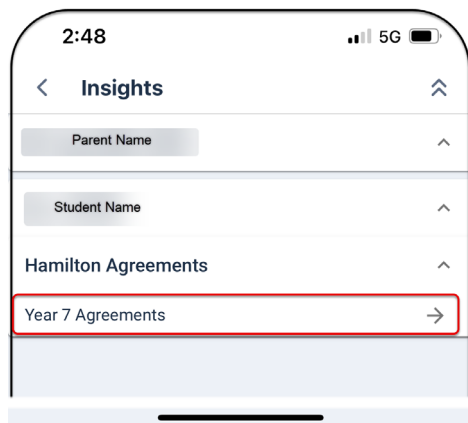 2:48 5G
Insights
Parent Name
Student Name
Hamilton Agreements
Year 7 Agreements